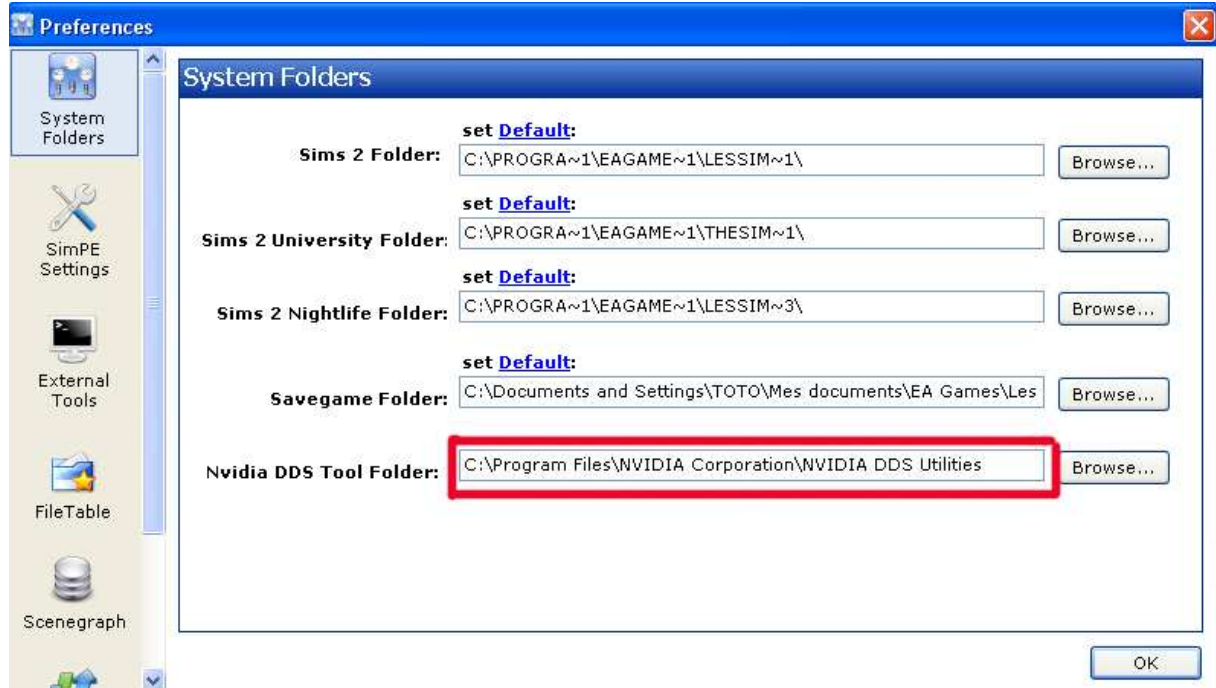 Preferences
System
Folders
SimPE
Settings
External
Tools
FileTable
Scenegraph
System Folders
set Default:
Sims 2 Folder: C:\PROGRA~1\EAGAME~1\LESSIM~1\ Browse...
set Default:
Sims 2 University Folder: C:\PROGRA~1\EAGAME~1\THESIM~1\ Browse...
set Default:
Sims 2 Nightlife Folder: C:\PROGRA~1\EAGAME~1\LESSIM~3\ Browse...
set Default:
Savegame Folder: C:\Documents and Settings\TOTO\Mes documents\EA Games\Les Browse...
Nvidia DDS Tool Folder: C:\Program Files\NVIDIA Corporation\NVIDIA DDS Utilities Browse...
OK